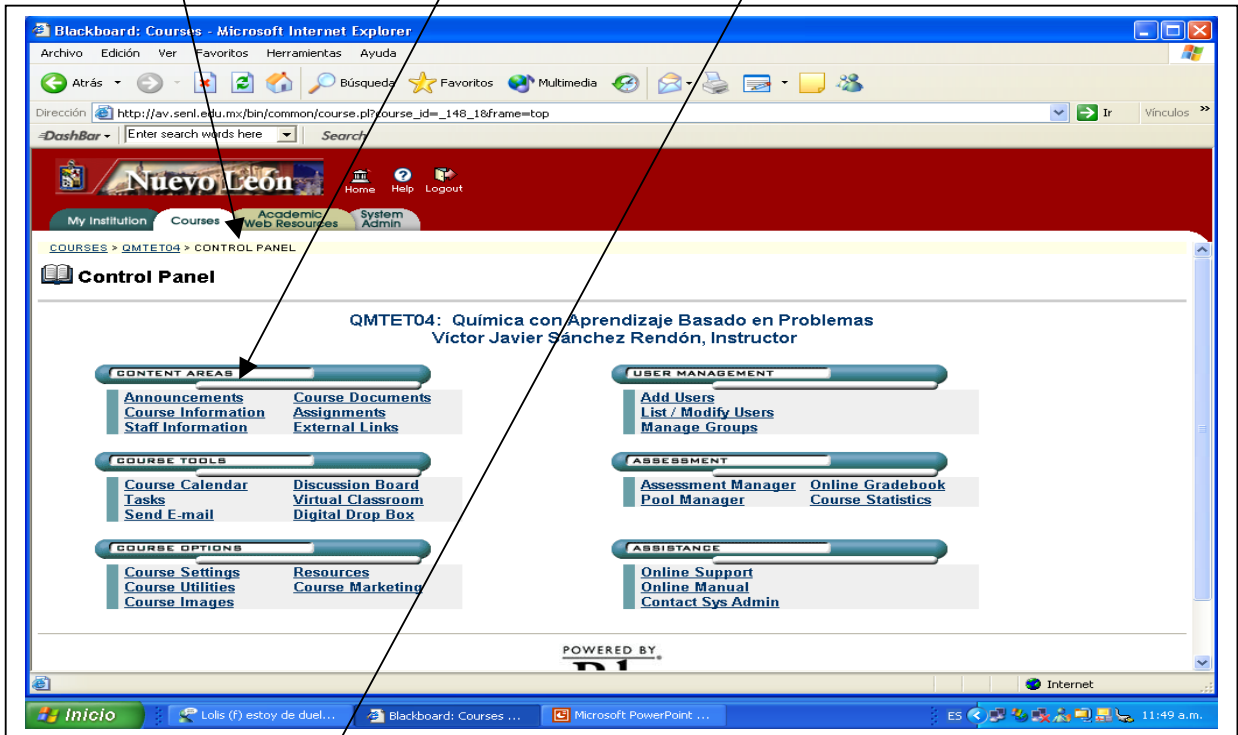 Blackboard: Courses - Microsoft Internet Explorer
Archivo Edición Ver Favoritos Herramientas Ayuda
Atrás Búsqueda Favoritos Multimedia
Dirección http://av.senl.edu.mx/bin/common/course.pl?course_id=_148_1&frame=top Ir Vínculos »
DashBar Enter search words here Search
Nuevo León Home Help Logout
My Institution Courses Academic Web Resources System Admin
COURSES > QMTET04 > CONTROL PANEL
Control Panel
QMTET04: Química con Aprendizaje Basado en Problemas
Víctor Javier Sánchez Rendón, Instructor
CONTENT AREAS
Announcements Course Documents
Course Information Assignments
Staff Information External Links
USER MANAGEMENT
Add Users
List / Modify Users
Manage Groups
COURSE TOOLS
Course Calendar Discussion Board
Tasks Virtual Classroom
Send E-mail Digital Drop Box
ASSESSMENT
Assessment Manager Online Gradebook
Pool Manager Course Statistics
COURSE OPTIONS
Course Settings Resources
Course Utilities Course Marketing
Course Images
ASSISTANCE
Online Support
Online Manual
Contact Sys Admin
POWERED BY
Internet
Inicio Lolis (f) estoy de duel... Blackboard: Courses ... Microsoft PowerPoint ... ES 11:49 a.m.